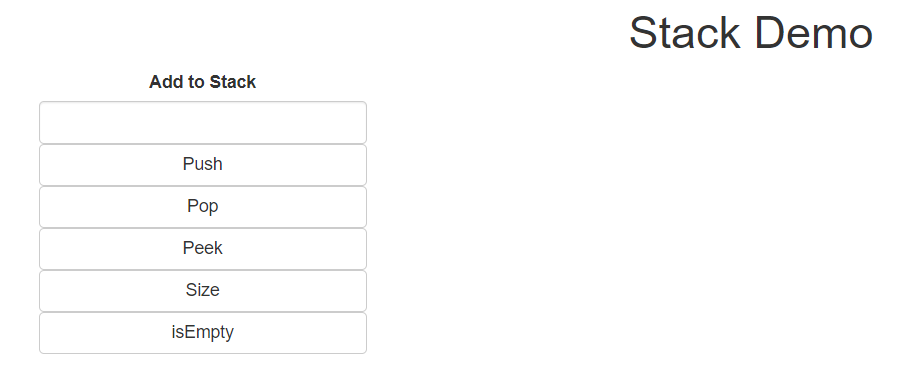 Stack Demo
Add to Stack
Push
Pop
Peek
Size
isEmpty